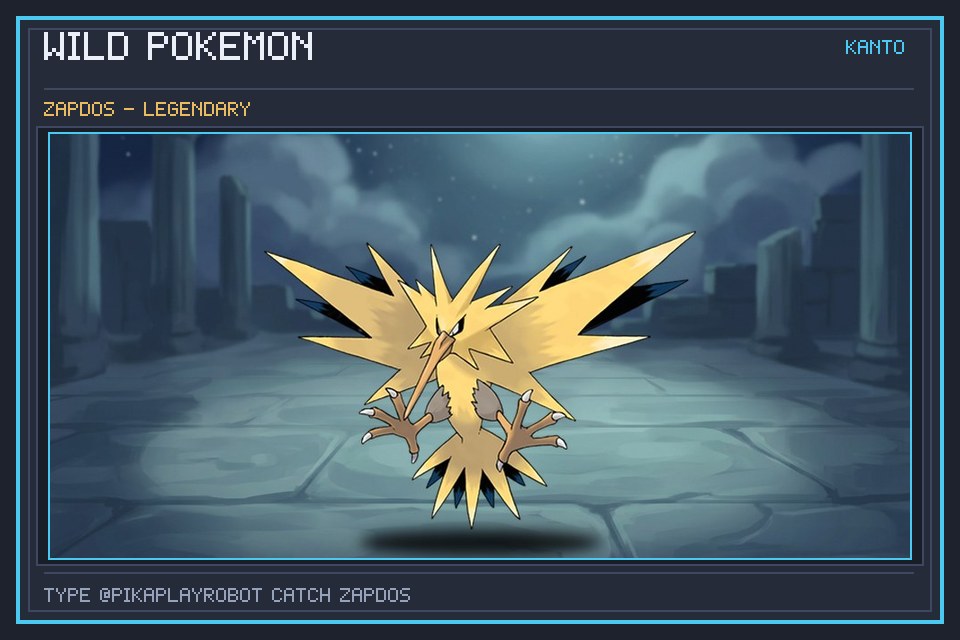 WILD POKEMON
KANTO
ZAPDOS - LEGENDARY
TYPE @PIKAPLAYROBOT CATCH ZAPDOS